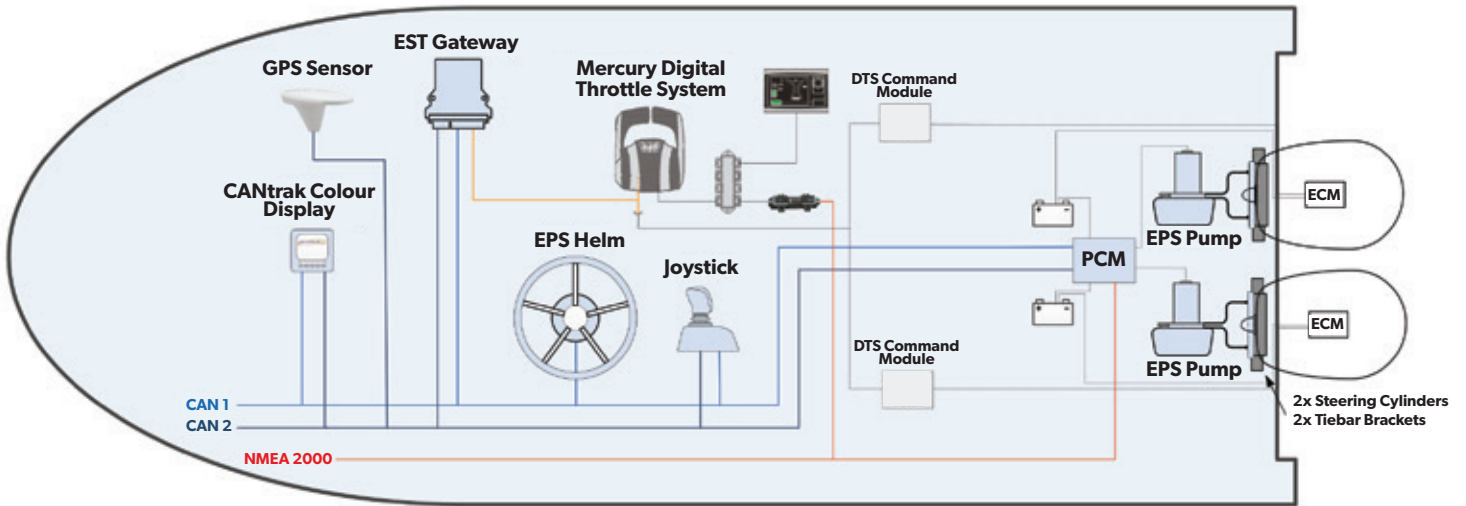 EST Gateway
GPS Sensor
Mercury Digital
Throttle System
DTS Command
Module
CANtrak Colour
Display
EPS Helm
Joystick
PCM
EPS Pump
ECM
EPS Pump
ECM
DTS Command
Module
2x Steering Cylinders
2x Tiebar Brackets
CAN 1
CAN 2
NMEA 2000